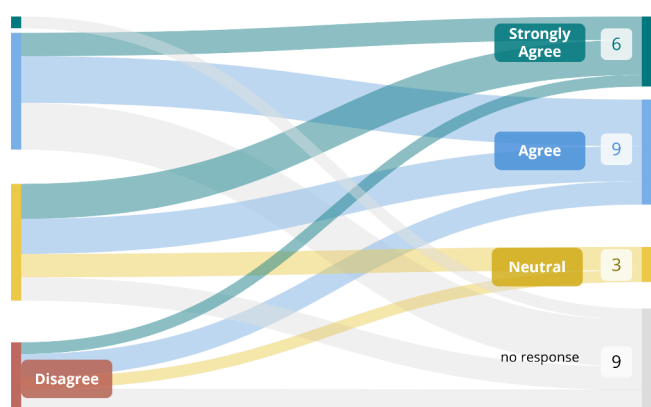 Strongly
Agree
6
Agree
9
Neutral
3
no response
9
Disagree